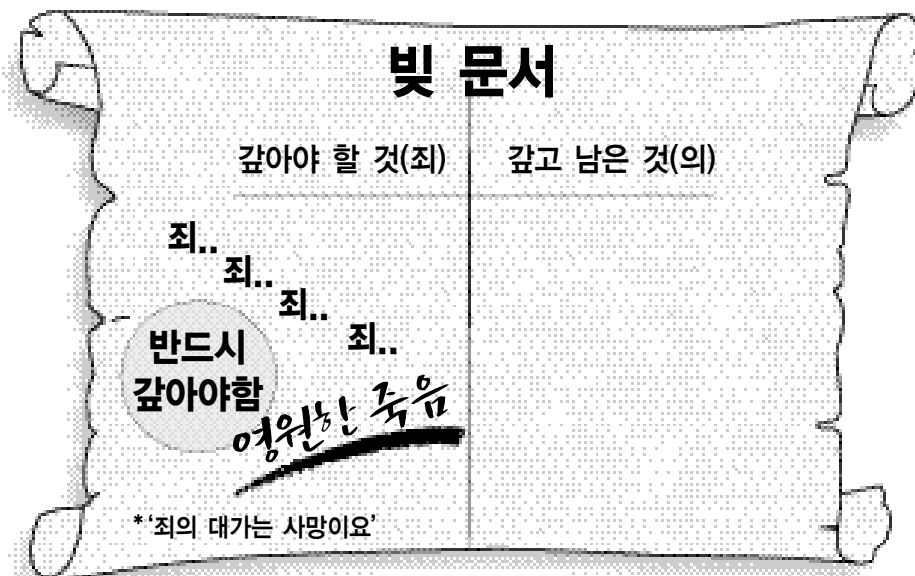 빚 문서
갚아야 할 것(죄) 갚고 남은 것(의)
죄..
죄..
죄..
죄..
반드시
갚아야함
영원한 죽음
*‘죄의 대가는 사망이요’